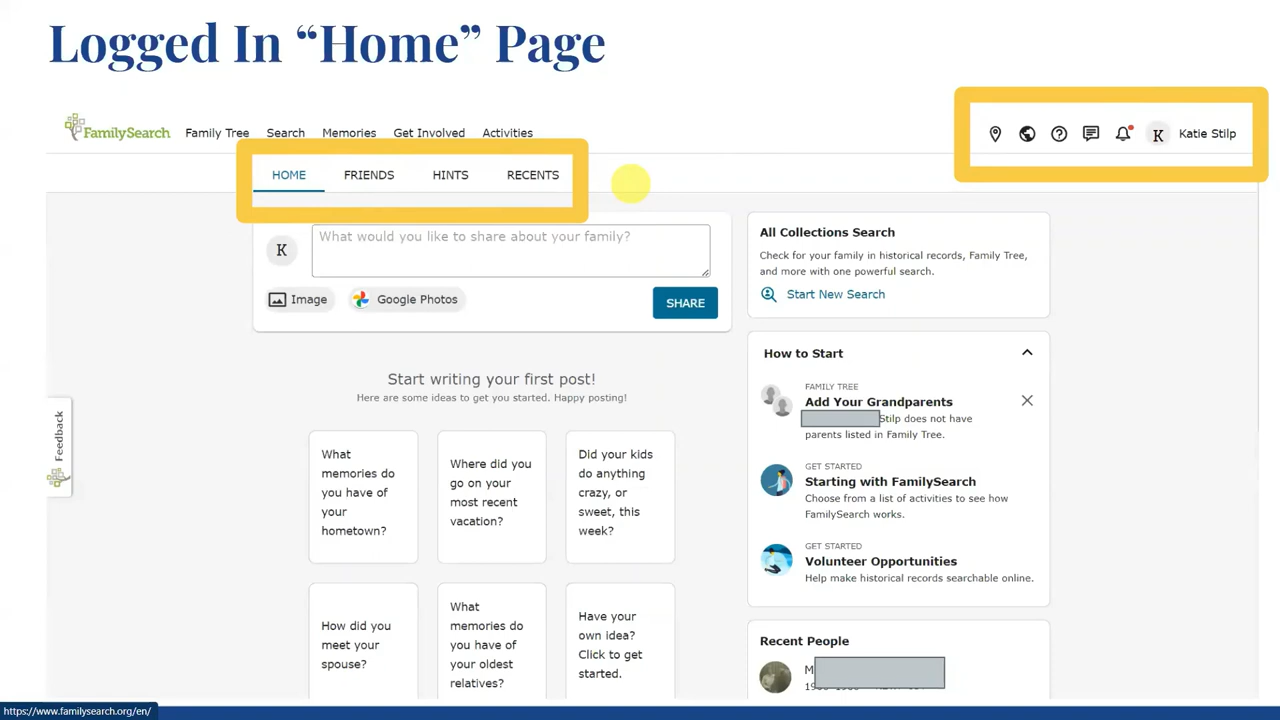 Logged In “Home” Page
FamilySearch Family Tree Search Memories Get Involved Activities
K Katie Stilp
HOME FRIENDS HINTS RECENTS
K
What would you like to share about your family?
Image Google Photos SHARE
Start writing your first post!
Here are some ideas to get you started. Happy posting!
What
memories do
you have of
your
hometown?
Where did you
go on your
most recent
vacation?
Did your kids
do anything
crazy, or
sweet, this
week?
How did you
meet your
spouse?
What
memories do
you have of
your oldest
relatives?
Have your
own idea?
Click to get
started.
All Collections Search
Check for your family in historical records, Family Tree,
and more with one powerful search.
Start New Search
How to Start
FAMILY TREE
Add Your Grandparents
Stilp does not have
parents listed in Family Tree.
GET STARTED
Starting with FamilySearch
Choose from a list of activities to see how
FamilySearch works.
GET STARTED
Volunteer Opportunities
Help make historical records searchable online.
Recent People
Feedback
https://www.familysearch.org/en/